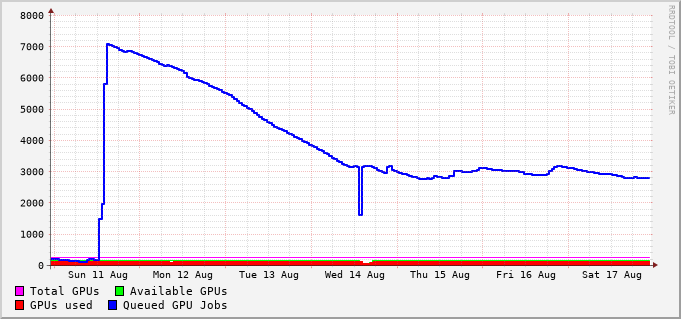 8000
7000
6000
5000
4000
3000
2000
1000
0
Sun 11 Aug Mon 12 Aug Tue 13 Aug Wed 14 Aug Thu 15 Aug Fri 16 Aug Sat 17 Aug
Total GPUs Available GPUs
GPUs used Queued GPU Jobs
RRDTOOL / TOBI OETIKER